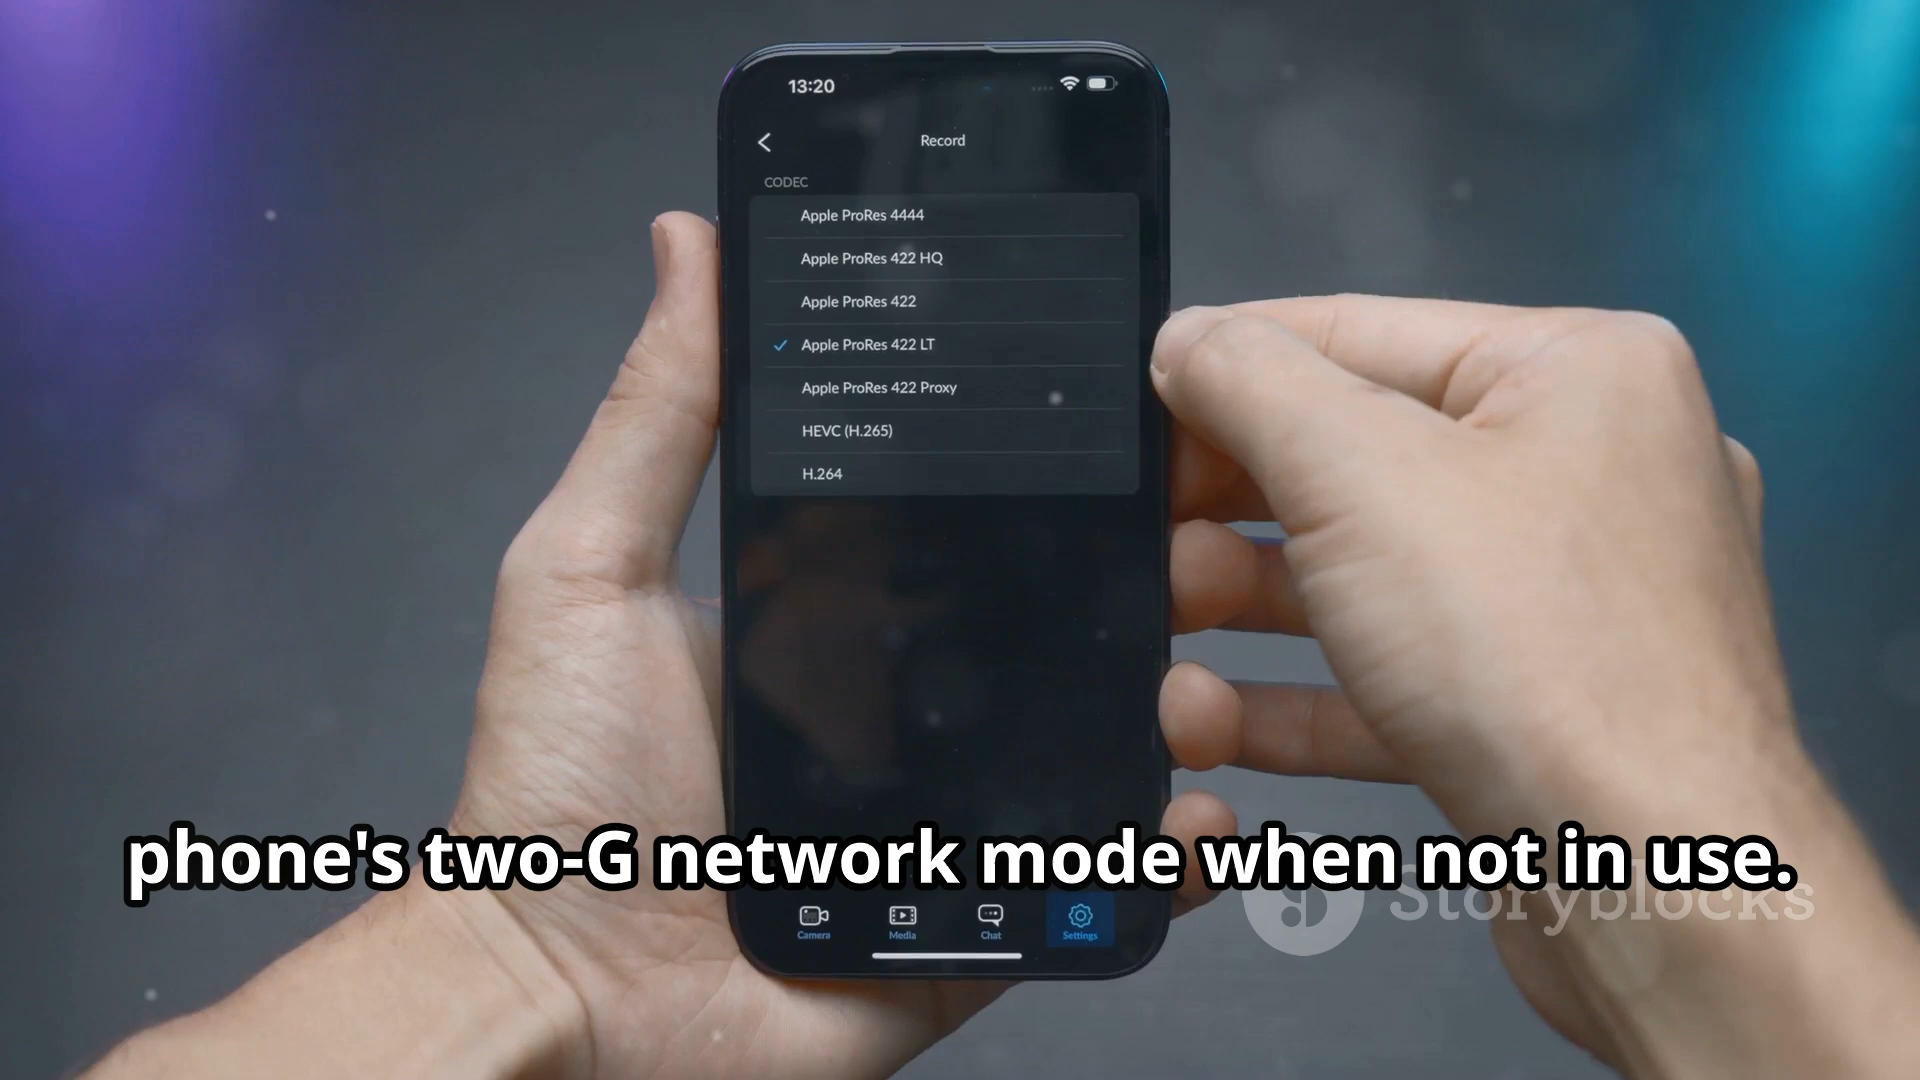 13:20
Record
CODEC
Apple ProRes 4444
Apple ProRes 422 HQ
Apple ProRes 422
Apple ProRes 422 LT
Apple ProRes 422 Proxy
HEVC (H.265)
H.264
phone's two-G network mode when not in use.
Storyblocks
Camera Media Chat Settings